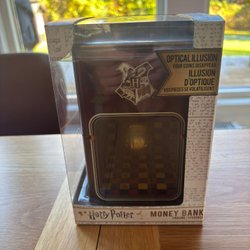 OPTICAL ILLUSION
YOUR COINS DISAPPEAR
ILLUSION
D'OPTIQUE
Harry Potter
MONEY BANK